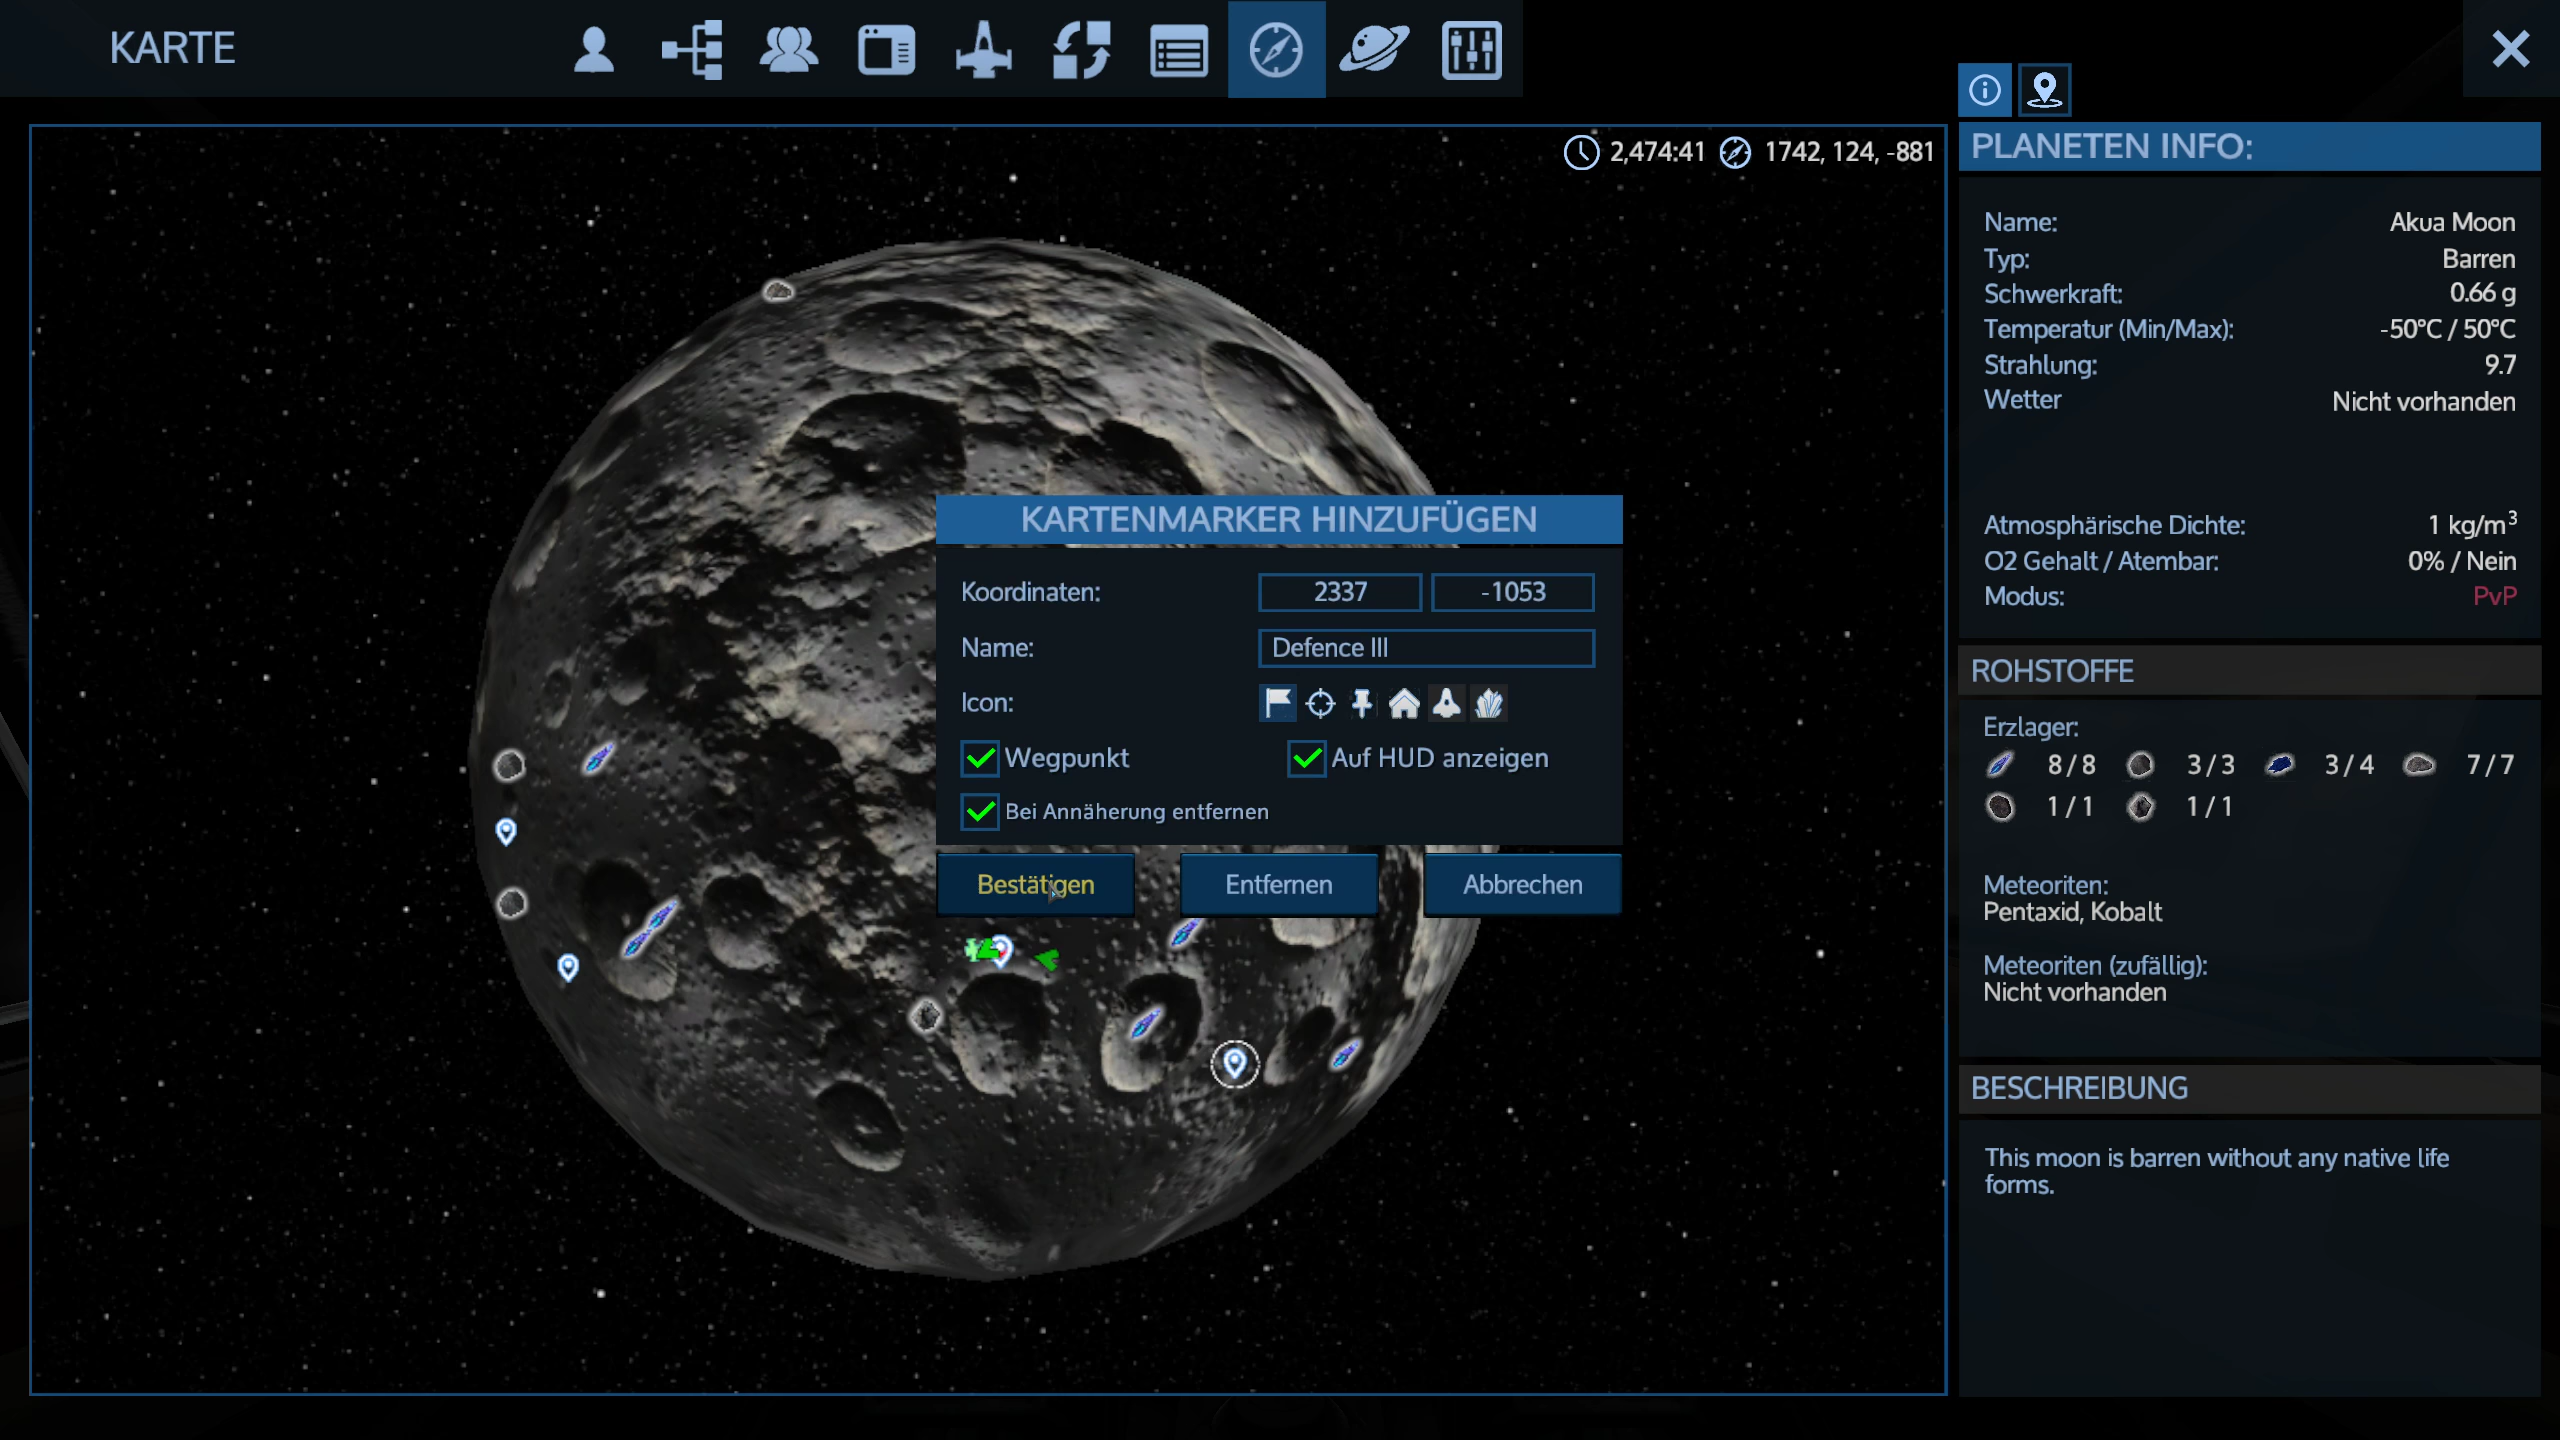 KARTE
2,474:41 1742, 124, -881
PLANETEN INFO:
Name: Akua Moon
Typ: Barren
Schwerkraft: 0.66 g
Temperatur (Min/Max): -50°C / 50°C
Strahlung: 9.7
Wetter Nicht vorhanden
Atmosphärische Dichte: 1 kg/m³
O2 Gehalt / Atembar: 0% / Nein
Modus: PvP
ROHSTOFFE
Erzlager:
8/8 3/3 3/4 7/7
1/1 1/1
Meteoriten:
Pentaxid, Kobalt
Meteoriten (zufällig):
Nicht vorhanden
BESCHREIBUNG
This moon is barren without any native life
forms.
KARTENMARKER HINZUFÜGEN
Koordinaten: 2337 -1053
Name: Defence III
Icon:
Wegpunkt Auf HUD anzeigen
Bei Annäherung entfernen
Bestätigen Entfernen Abbrechen